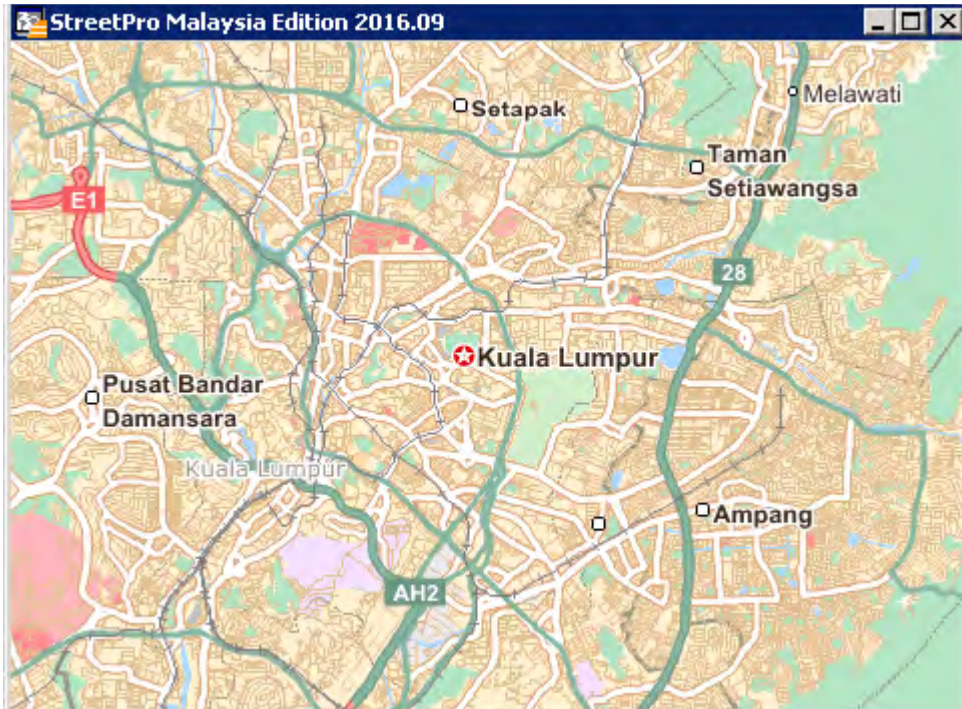 StreetPro Malaysia Edition 2016.09
Setapak
Melawati
Taman
Setiawangsa
E1
28
Kuala Lumpur
Pusat Bandar
Damansara
Kuala Lumpur
Ampang
AH2